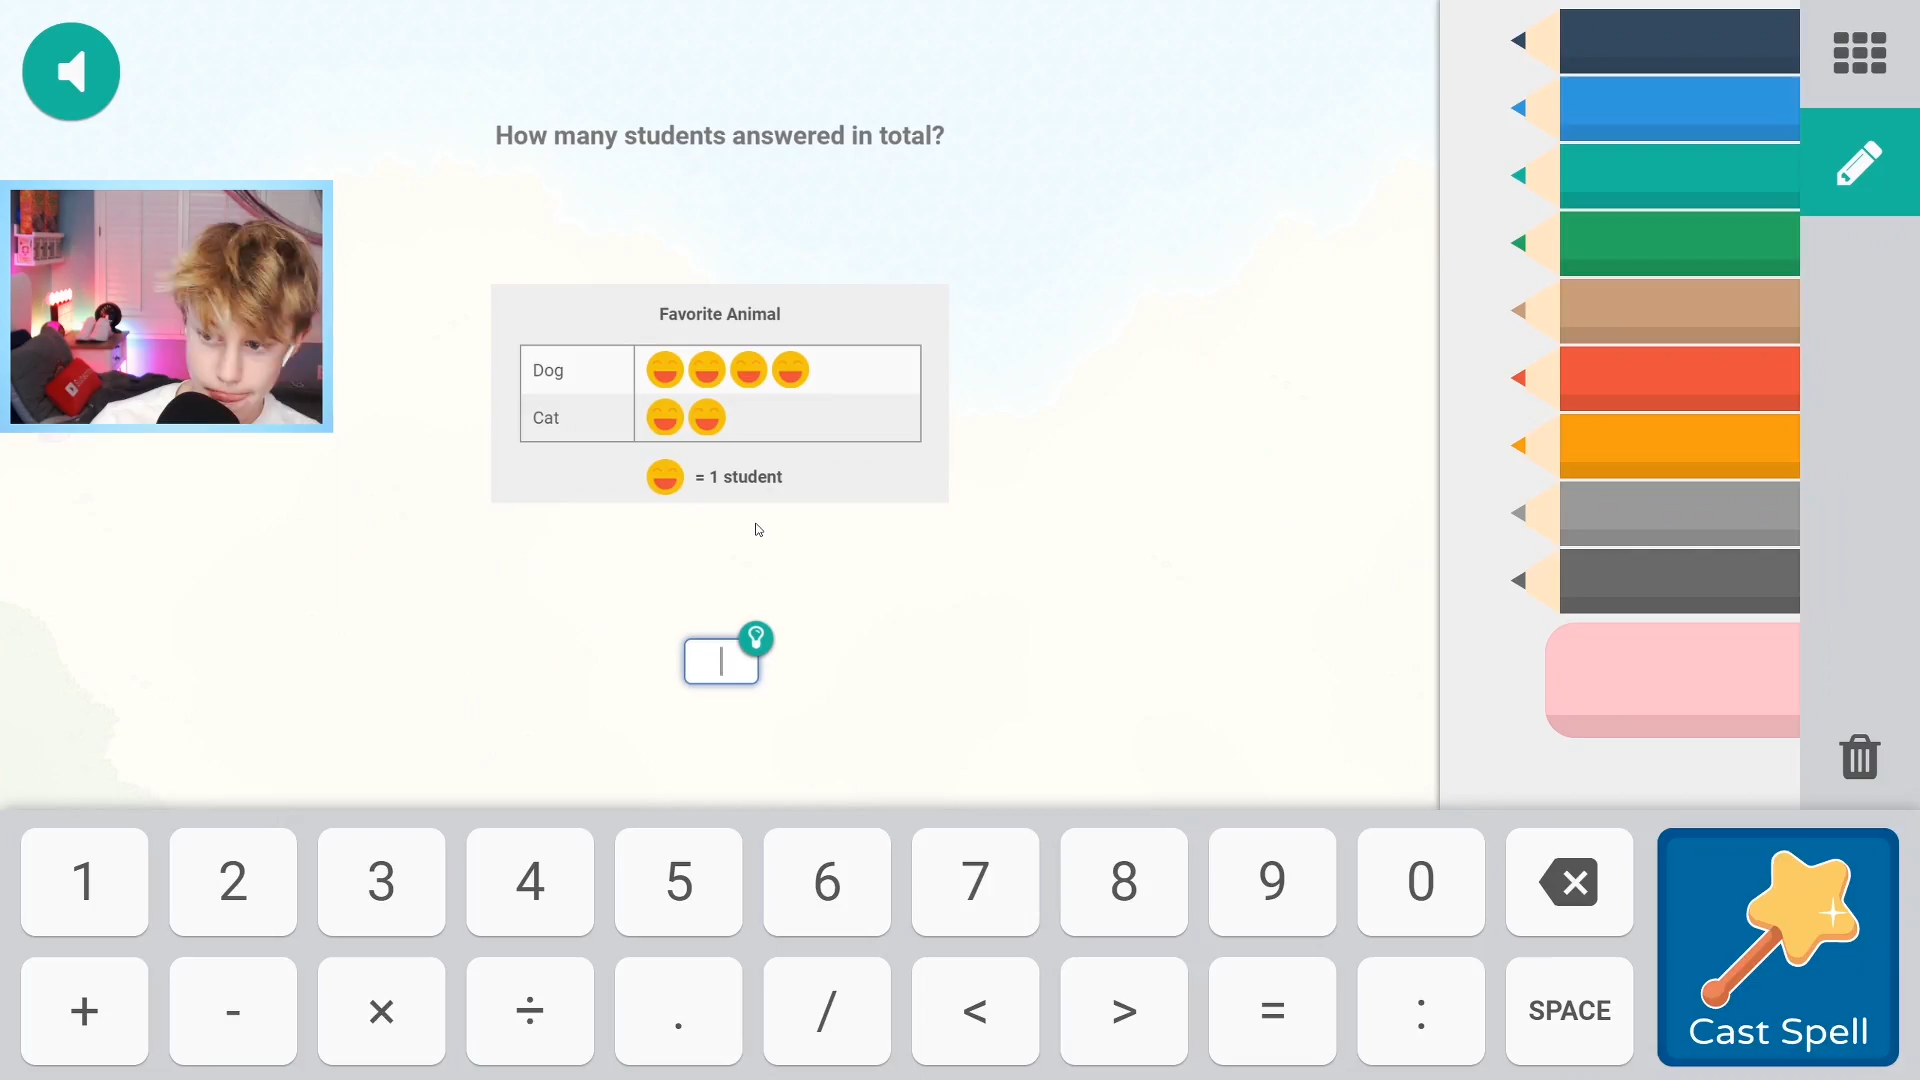 How many students answered in total?
Favorite Animal
Dog
Cat
= 1 student
1 2 3 4 5 6 7 8 9 0
+ - × ÷ . / < > = : SPACE
Cast Spell